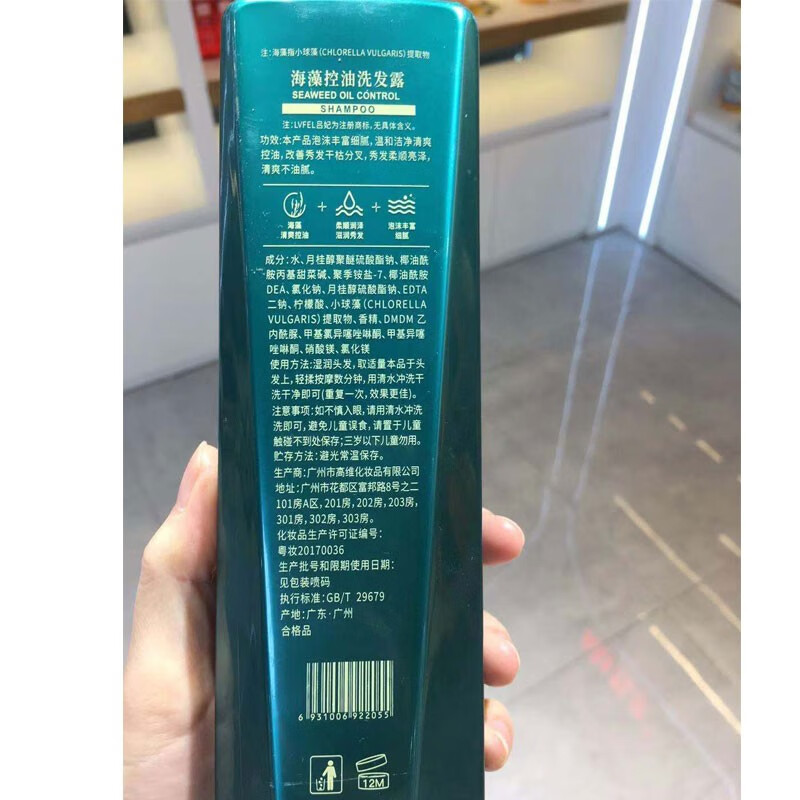 注:海藻指小球藻(CHLORELLA VULGARIS)提取物
海藻控油洗发露
SEAWEED OIL CONTROL
SHAMPOO
注:LVFEL吕妃为注册商标,无具体含义。
功效:本产品泡沫丰富细腻,温和洁净清爽
控油,改善秀发干枯分叉,秀发柔顺亮泽,
清爽不油腻。
海藻
清爽控油
+
柔顺润泽
滋润秀发
+
泡沫丰富
细腻
成分:水、月桂醇聚醚硫酸酯钠、椰油酰
胺丙基甜菜碱、聚季铵盐-7、椰油酰胺
DEA、氯化钠、月桂醇硫酸酯钠、EDTA
二钠、柠檬酸、小球藻(CHLORELLA
VULGARIS)提取物、香精、DMDM 乙
内酰脲、甲基氯异噻唑啉酮、甲基异噻
唑啉酮、硝酸镁、氯化镁
使用方法:湿润头发,取适量本品于头
发上,轻揉按摩数分钟,用清水冲洗干
洗干净即可(重复一次,效果更佳)。
注意事项:如不慎入眼,请用清水冲洗
洗即可,避免儿童误食,请置于儿童
触碰不到处保存;三岁以下儿童勿用。
贮存方法:避光常温保存。
生产商:广州市高维化妆品有限公司
地址:广州市花都区富邦路8号之二
101房A区,201房,202房,203房,
301房,302房,303房。
化妆品生产许可证编号:
粤妆20170036
生产批号和限期使用日期:
见包装喷码
执行标准:GB/T 29679
产地:广东·广州
合格品
6 931006 922055
12M